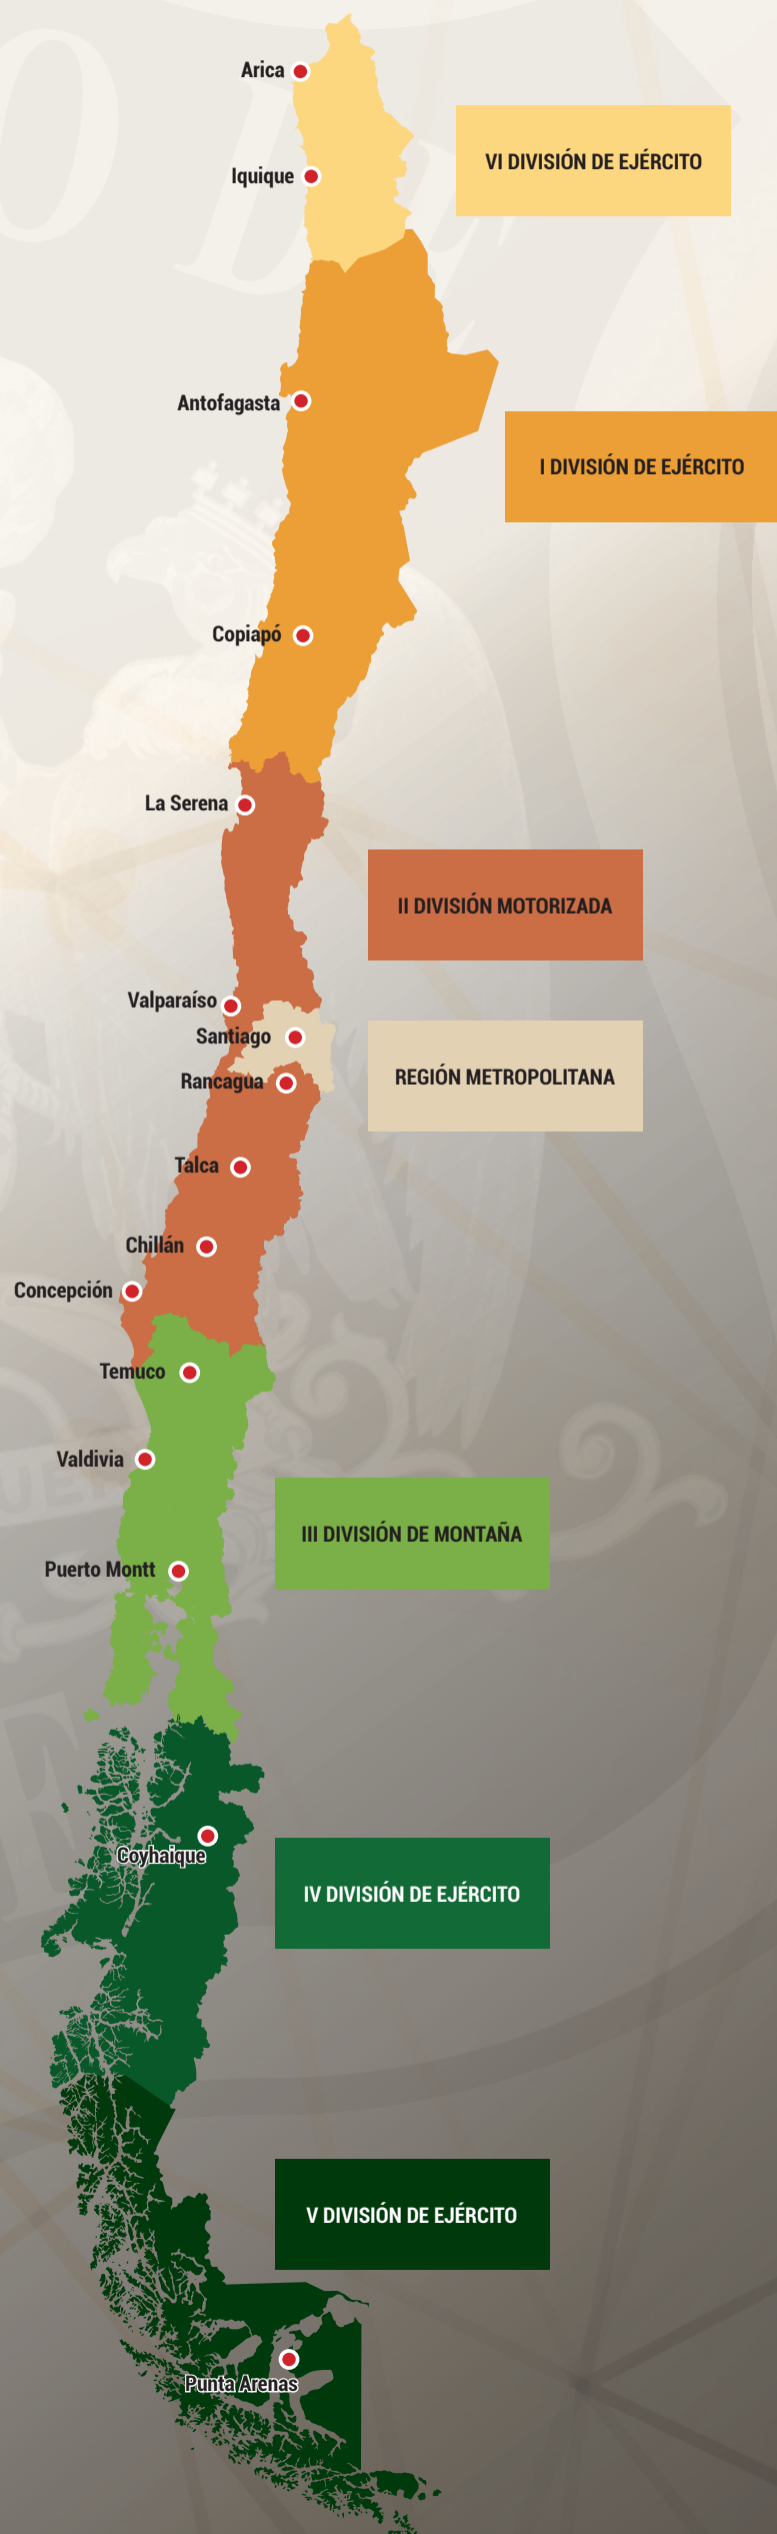 Arica
VI DIVISIÓN DE EJÉRCITO
Iquique
Antofagasta
I DIVISIÓN DE EJÉRCITO
Copiapó
La Serena
II DIVISIÓN MOTORIZADA
Valparaíso
Santiago
REGIÓN METROPOLITANA
Rancagua
Talca
Chillán
Concepción
Temuco
Valdivia
III DIVISIÓN DE MONTAÑA
Puerto Montt
Coyhaique
IV DIVISIÓN DE EJÉRCITO
V DIVISIÓN DE EJÉRCITO
Punta Arenas